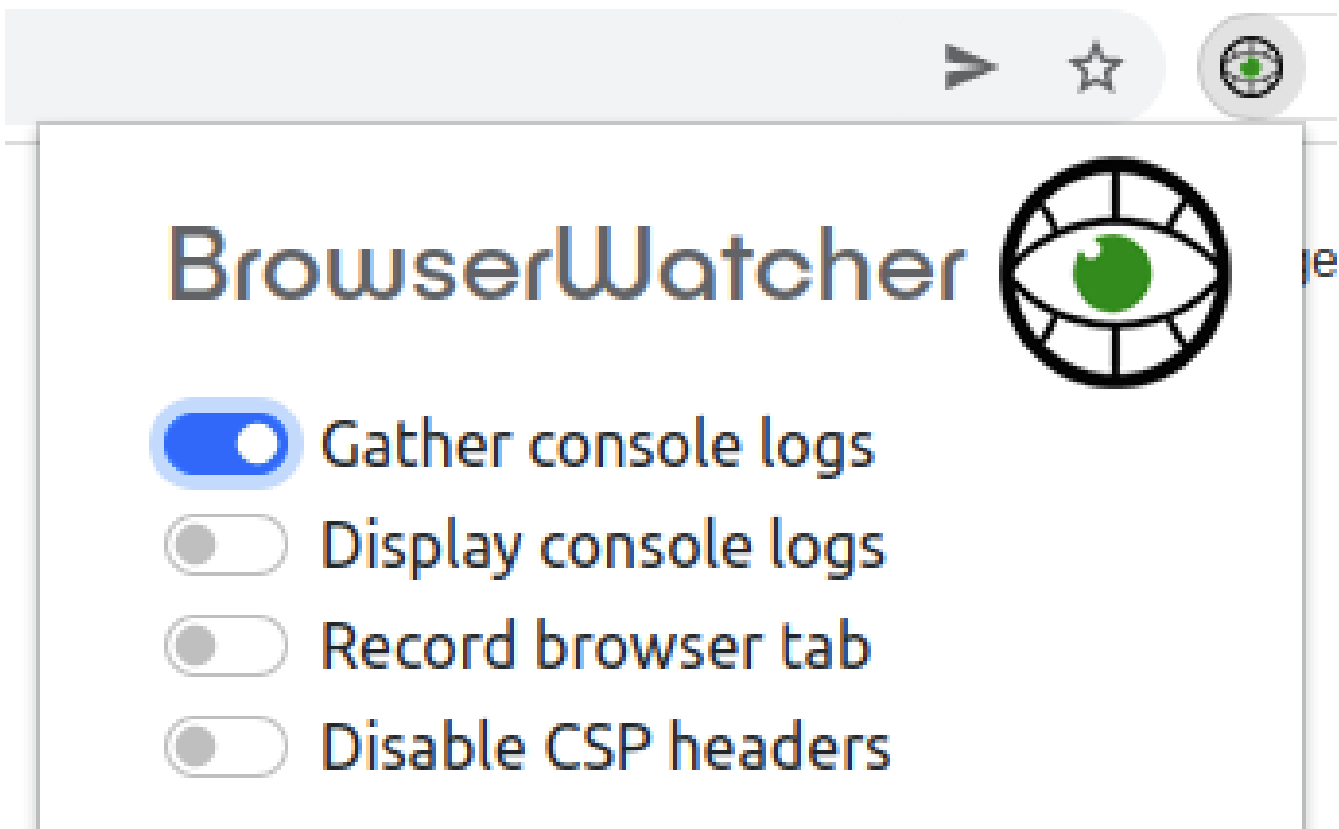 BrowserWatcher
Gather console logs
Display console logs
Record browser tab
Disable CSP headers